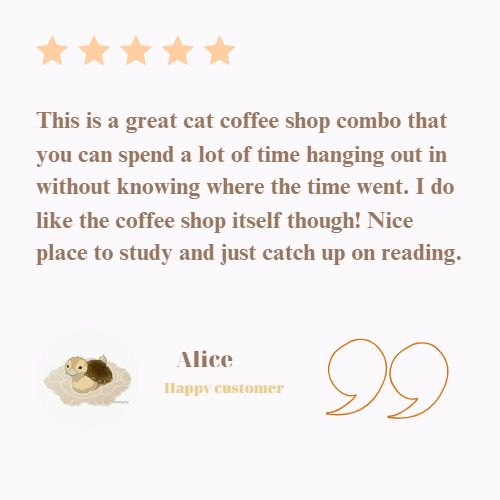 This is a great cat coffee shop combo that
you can spend a lot of time hanging out in
without knowing where the time went. I do
like the coffee shop itself though! Nice
place to study and just catch up on reading.
Alice
Happy customer